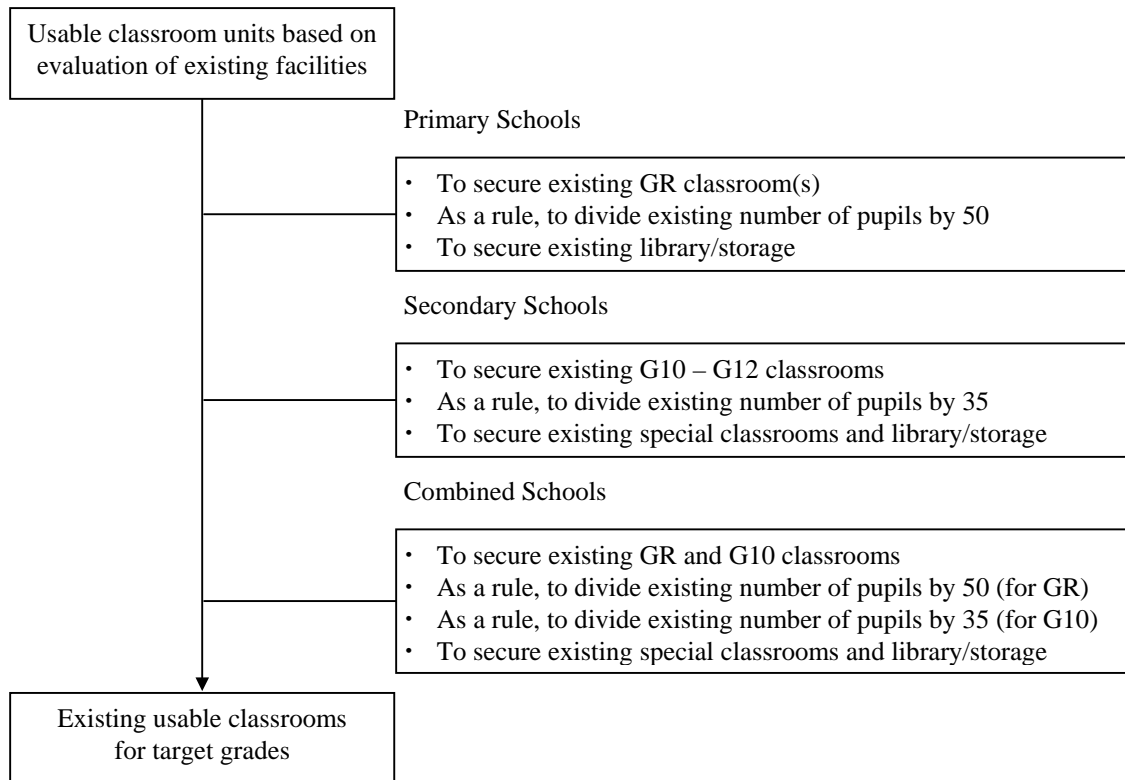 Usable classroom units based on
evaluation of existing facilities
Primary Schools
・ To secure existing GR classroom(s)
・ As a rule, to divide existing number of pupils by 50
・ To secure existing library/storage
Secondary Schools
・ To secure existing G10 – G12 classrooms
・ As a rule, to divide existing number of pupils by 35
・ To secure existing special classrooms and library/storage
Combined Schools
・ To secure existing GR and G10 classrooms
・ As a rule, to divide existing number of pupils by 50 (for GR)
・ As a rule, to divide existing number of pupils by 35 (for G10)
・ To secure existing special classrooms and library/storage
Existing usable classrooms
for target grades